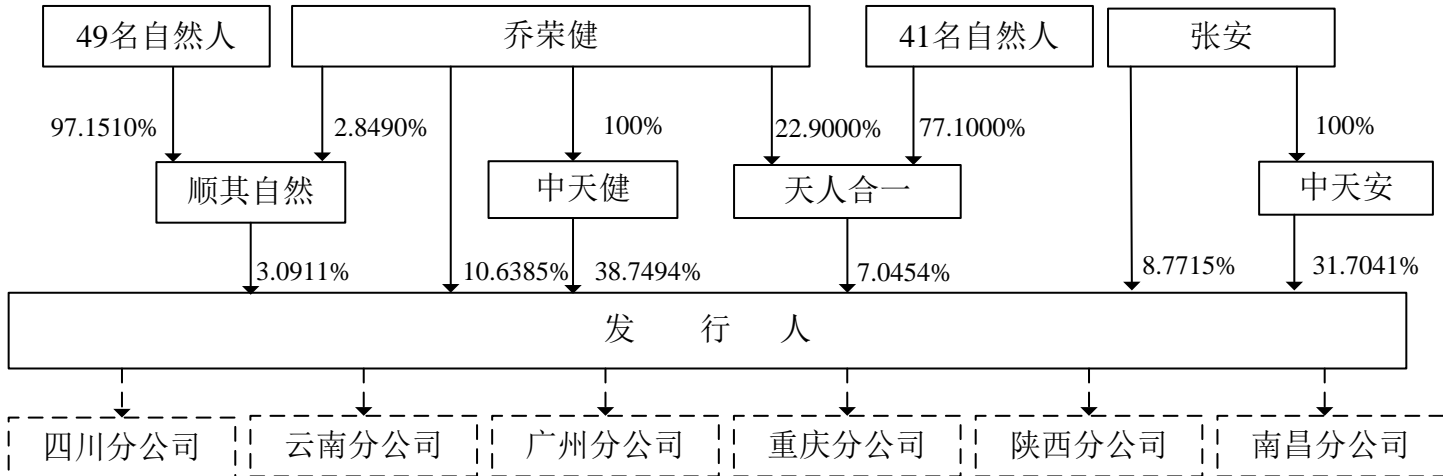 49名自然人
乔荣健
41名自然人
张安
97.1510%
2.8490%
100%
22.9000%
77.1000%
100%
顺其自然
中天健
天人合一
中天安
3.0911%
10.6385%
38.7494%
7.0454%
8.7715%
31.7041%
发 行 人
四川分公司
云南分公司
广州分公司
重庆分公司
陕西分公司
南昌分公司